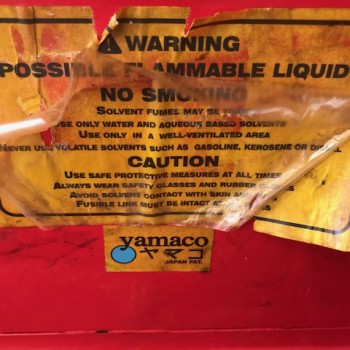 WARNING
POSSIBLE FLAMMABLE LIQUID
NO SMOKING
SOLVENT FUMES MAY BE
USE ONLY WATER AND AQUEOUS BASED SOLVENTS
USE ONLY IN A WELL-VENTILATED AREA
NEVER USE VOLATILE SOLVENTS SUCH AS GASOLINE, KEROSENE OR
CAUTION
USE SAFE PROTECTIVE MEASURES AT ALL TIMES
ALWAYS WEAR SAFETY GLASSES AND RUBBER
AVOID SOLVENT CONTACT WITH SKIN
FUSIBLE LINK MUST BE INTACT AT
yamaco
ヤマコ
JAPAN PAT.